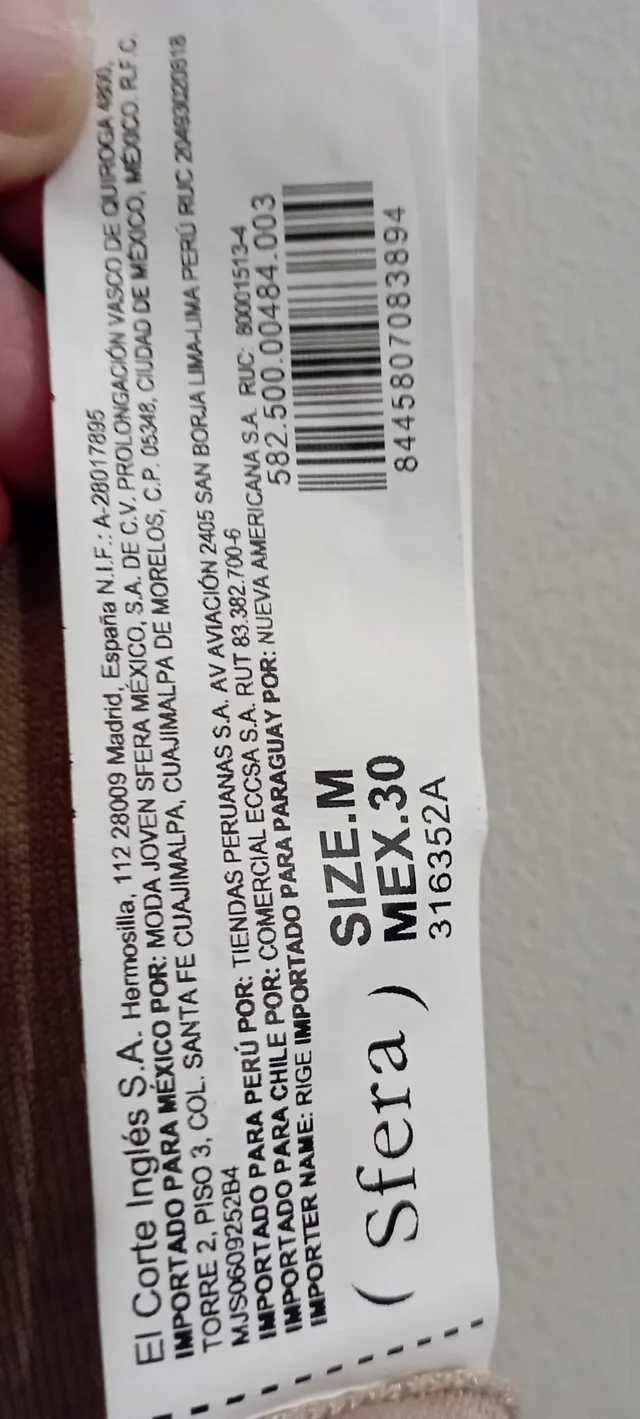 El Corte Inglés S.A. Hermosilla, 112 28009 Madrid, España N.I.F.: A-28017895
IMPORTADO PARA MÉXICO POR: MODA JOVEN SFERA MÉXICO, S.A. DE C.V. PROLONGACIÓN VASCO DE QUIROGA 4800,
TORRE 2, PISO 3, COL. SANTA FE CUAJIMALPA, CUAJIMALPA DE MORELOS, C.P. 05348, CIUDAD DE MÉXICO, MÉXICO. R.F.C.
MJS0609252B4
IMPORTADO PARA PERÚ POR: TIENDAS PERUANAS S.A. AV AVIACIÓN 2405 SAN BORJA LIMA-LIMA PERÚ RUC 20493020618
IMPORTADO PARA CHILE POR: COMERCIAL ECCSA S.A. RUT 83.382.700-6
IMPORTER NAME: RIGE IMPORTADO PARA PARAGUAY POR: NUEVA AMERICANA S.A. RUC: 80001513-4
582.500.00484.003
8445807083894
( Sfera )
SIZE.M
MEX.30
316352A